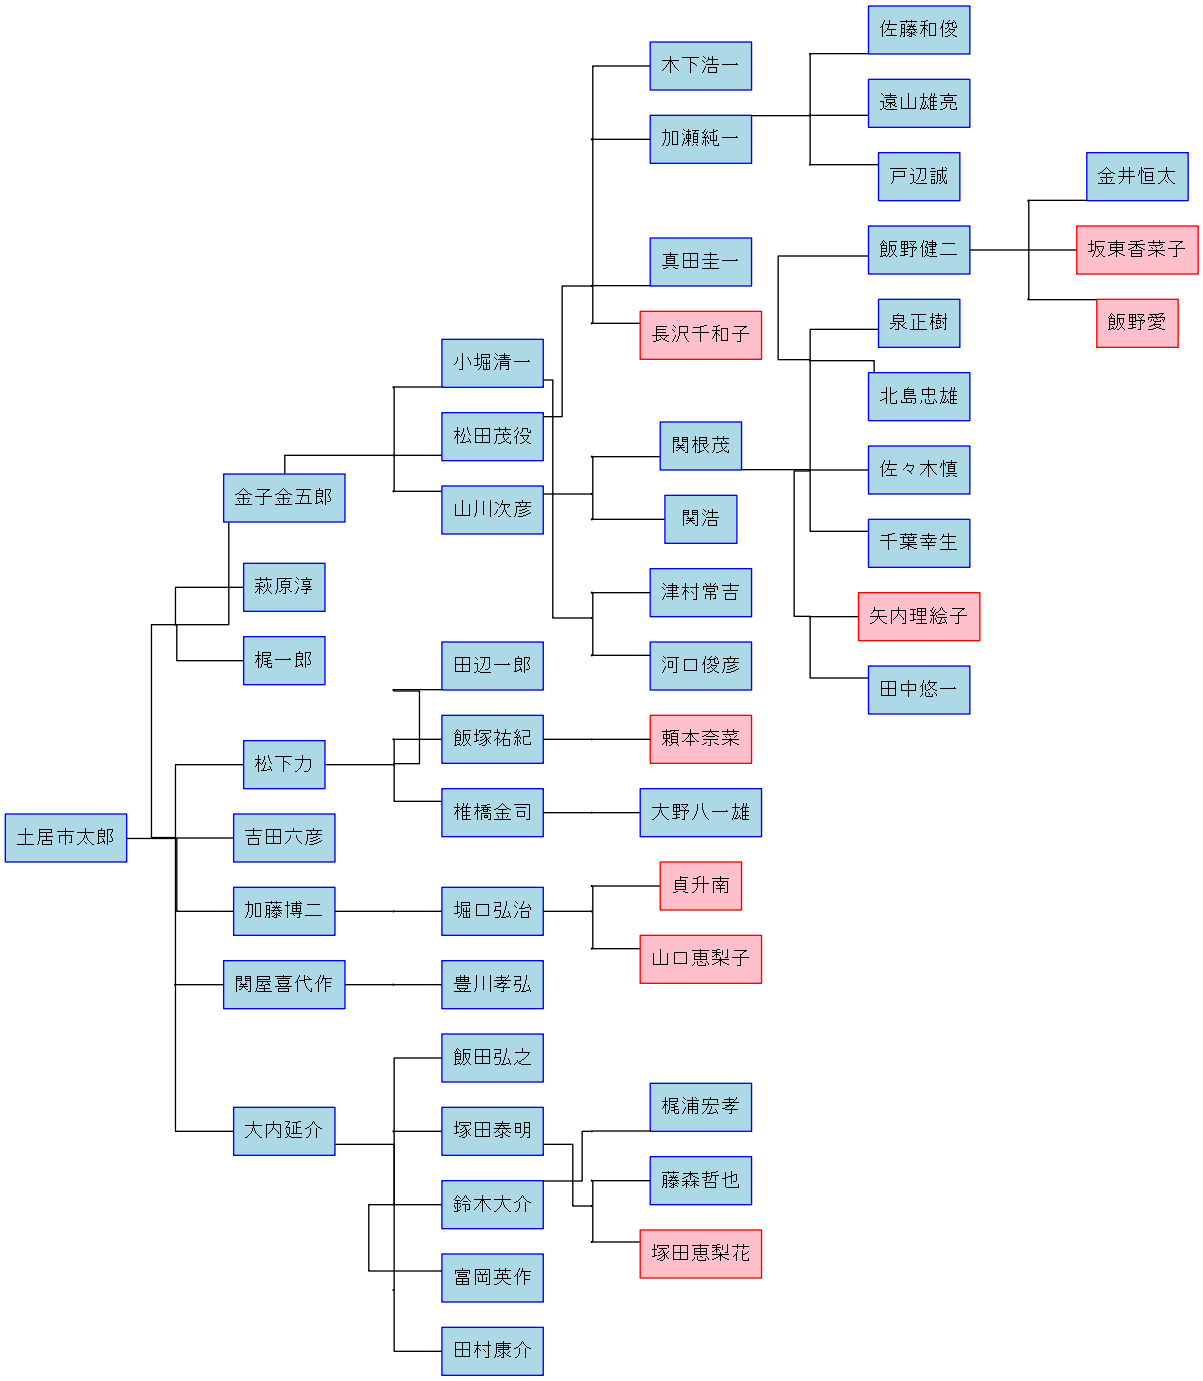 土居市太郎
金子金五郎
萩原淳
梶一郎
松下力
吉田六彦
加藤博二
関屋喜代作
大内延介
小堀清一
松田茂役
山川次彦
田辺一郎
飯塚祐紀
椎橋金司
堀口弘治
豊川孝弘
飯田弘之
塚田泰明
鈴木大介
富岡英作
田村康介
木下浩一
加瀬純一
真田圭一
長沢千和子
関根茂
関浩
津村常吉
河口俊彦
頼本奈菜
大野八一雄
貞升南
山口恵梨子
梶浦宏孝
藤森哲也
塚田恵梨花
佐藤和俊
遠山雄亮
戸辺誠
飯野健二
泉正樹
北島忠雄
佐々木慎
千葉幸生
矢内理絵子
田中悠一
金井恒太
坂東香菜子
飯野愛